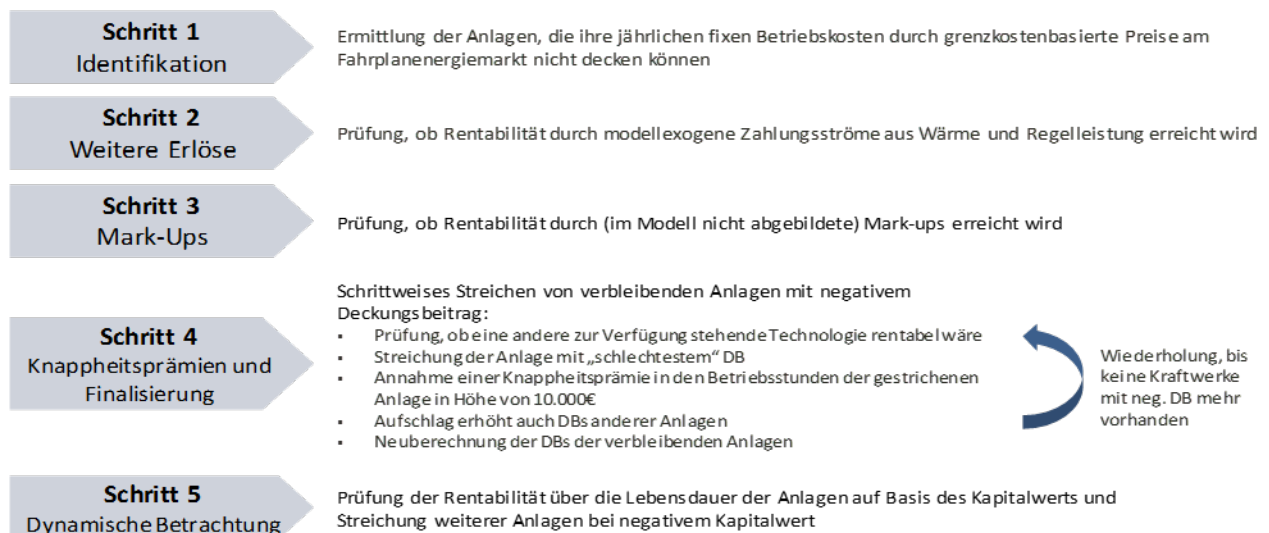 Schritt 1
Identifikation
Ermittlung der Anlagen, die ihre jährlichen fixen Betriebskosten durch grenzkostenbasierte Preise am
Fahrplanenergiemarkt nicht decken können
Schritt 2
Weitere Erlöse
Prüfung, ob Rentabilität durch modellexogene Zahlungsströme aus Wärme und Regelleistung erreicht wird
Schritt 3
Mark-Ups
Prüfung, ob Rentabilität durch (im Modell nicht abgebildete) Mark-ups erreicht wird
Schritt 4
Knappheitsprämien und
Finalisierung
Schrittweises Streichen von verbleibenden Anlagen mit negativem
Deckungsbeitrag:
▪ Prüfung, ob eine andere zur Verfügung stehende Technologie rentabel wäre
▪ Streichung der Anlage mit „schlechtestem“ DB
▪ Annahme einer Knappheitsprämie in den Betriebsstunden der gestrichenen
Anlage in Höhe von 10.000€
▪ Aufschlag erhöht auch DBs anderer Anlagen
▪ Neuberechnung der DBs der verbleibenden Anlagen
Wiederholung, bis
keine Kraftwerke
mit neg. DB mehr
vorhanden
Schritt 5
Dynamische Betrachtung
Prüfung der Rentabilität über die Lebensdauer der Anlagen auf Basis des Kapitalwerts und
Streichung weiterer Anlagen bei negativem Kapitalwert